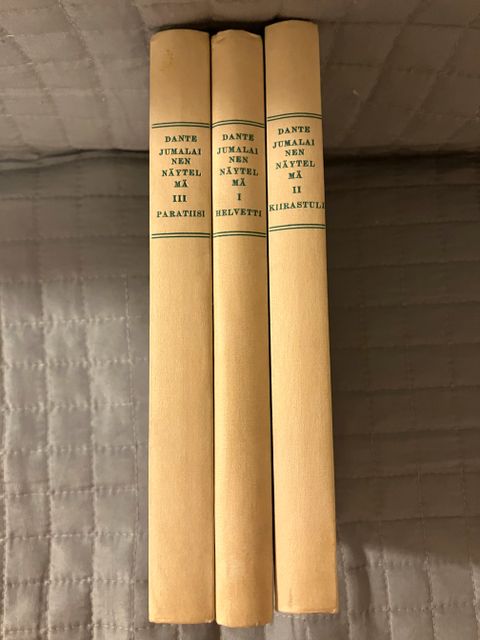 DANTE
JUMALAI
NEN
NÄYTEL
MÄ
III
PARATIISI
DANTE
JUMALAI
NEN
NÄYTEL
MÄ
I
HELVETTI
DANTE
JUMALAI
NEN
NÄYTEL
MÄ
II
KIIRASTULI